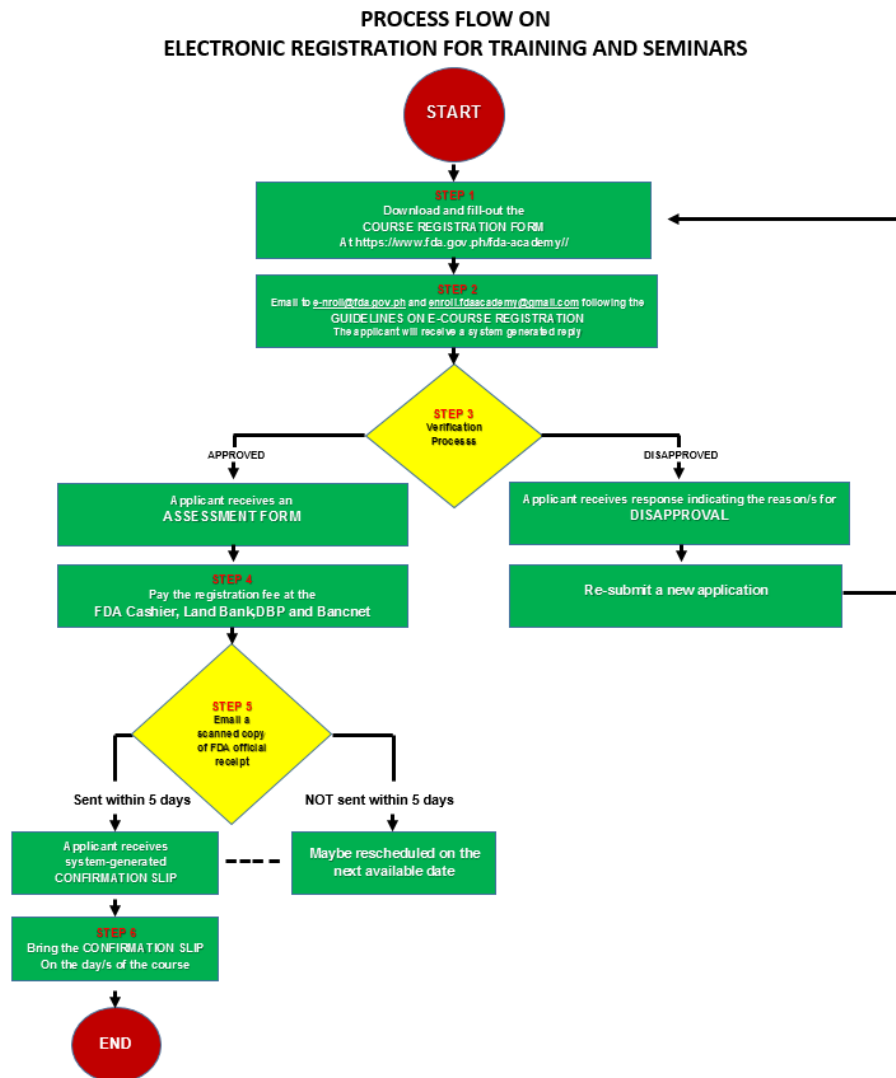 PROCESS FLOW ON
ELECTRONIC REGISTRATION FOR TRAINING AND SEMINARS
START
STEP 1
Download and fill-out the
COURSE REGISTRATION FORM
At https://www.fda.gov.ph/fda-academy//
STEP 2
Email to e-nroll@fda.gov.ph and enroll.fdaacademy@gmail.com following the
GUIDELINES ON E-COURSE REGISTRATION
The applicant will receive a system generated reply
STEP 3
Verification
Processs
APPROVED
DISAPPROVED
Applicant receives an
ASSESSMENT FORM
Applicant receives response indicating the reason/s for
DISAPPROVAL
STEP 4
Pay the registration fee at the
FDA Cashier, Land Bank,DBP and Bancnet
Re-submit a new application
STEP 5
Email a
scanned copy
of FDA official
receipt
Sent within 5 days
NOT sent within 5 days
Applicant receives
system-generated
CONFIRMATION SLIP
Maybe rescheduled on the
next available date
STEP 6
Bring the CONFIRMATION SLIP
On the day/s of the course
END